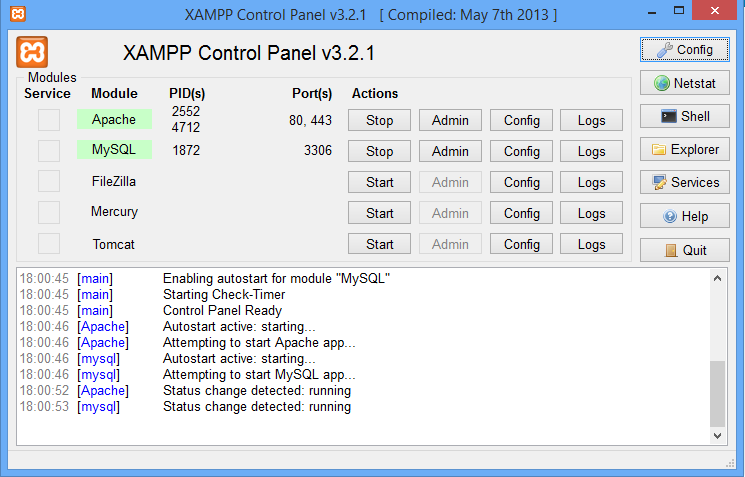 XAMPP Control Panel v3.2.1 [ Compiled: May 7th 2013 ]
XAMPP Control Panel v3.2.1
Config
Modules
Service Module PID(s) Port(s) Actions
Netstat
Apache 2552 4712 80, 443 Stop Admin Config Logs
Shell
MySQL 1872 3306 Stop Admin Config Logs
Explorer
FileZilla Start Admin Config Logs
Services
Mercury Start Admin Config Logs
Help
Tomcat Start Admin Config Logs
Quit
18:00:45 [main] Enabling autostart for module "MySQL"
18:00:45 [main] Starting Check-Timer
18:00:45 [main] Control Panel Ready
18:00:46 [Apache] Autostart active: starting...
18:00:46 [Apache] Attempting to start Apache app...
18:00:46 [mysql] Autostart active: starting...
18:00:46 [mysql] Attempting to start MySQL app...
18:00:52 [Apache] Status change detected: running
18:00:53 [mysql] Status change detected: running